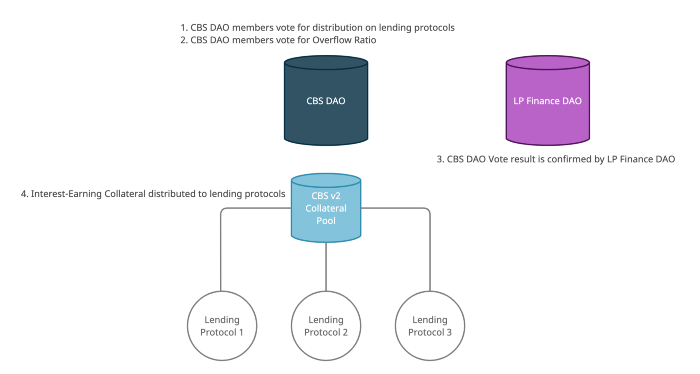 1. CBS DAO members vote for distribution on lending protocols
2. CBS DAO members vote for Overflow Ratio
CBS DAO
LP Finance DAO
3. CBS DAO Vote result is confirmed by LP Finance DAO
4. Interest-Earning Collateral distributed to lending protocols
CBS v2
Collateral
Pool
Lending
Protocol 1
Lending
Protocol 2
Lending
Protocol 3